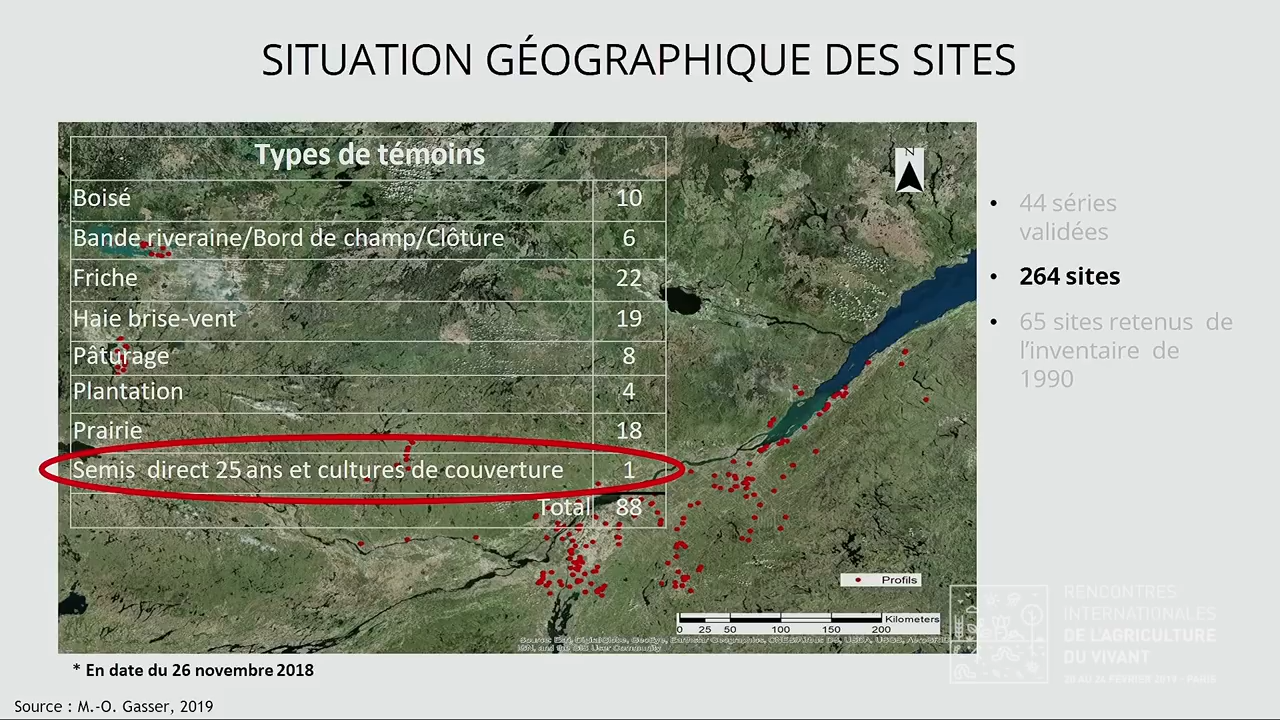 SITUATION GÉOGRAPHIQUE DES SITES
Types de témoins
Boisé 10
Bande riveraine/Bord de champ/Clôture 6
Friche 22
Haie brise-vent 19
Pâturage 8
Plantation 4
Prairie 18
Semis direct 25 ans et cultures de couverture 1
Total 88
N
• 44 séries
validées
• 264 sites
• 65 sites retenus de
l'inventaire de
1990
Profils
Kilometers
0 25 50 100 150 200
* En date du 26 novembre 2018
Source : M.-O. Gasser, 2019
RENCONTRES
INTERNATIONALES
DE L'AGRICULTURE
DU VIVANT